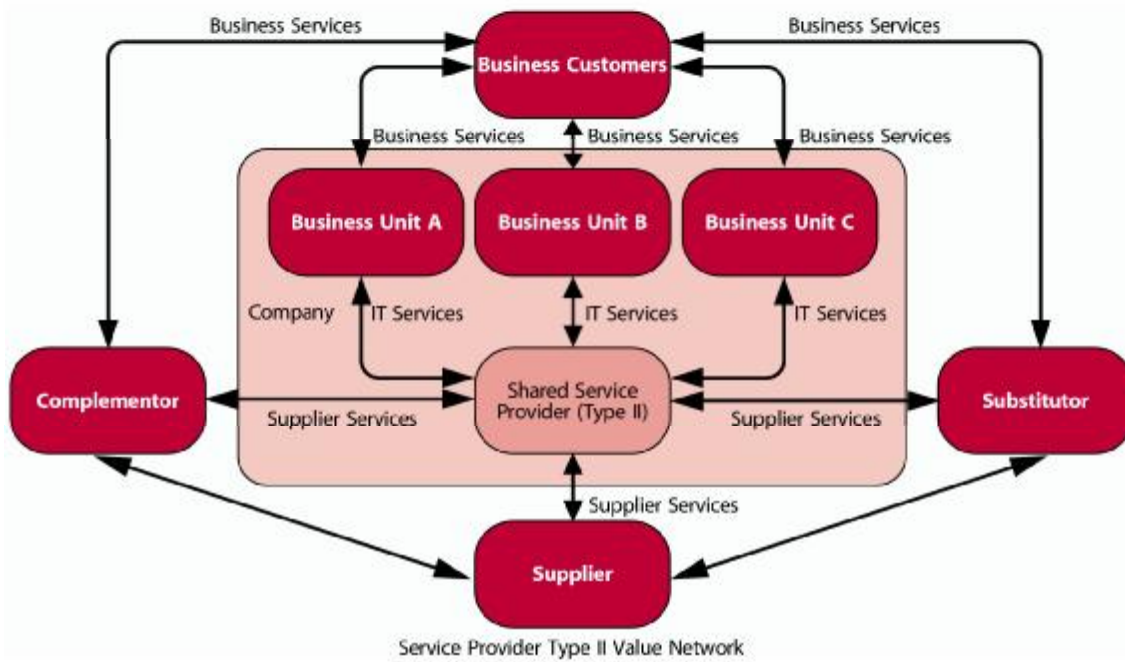 Business Services
Business Services
Business Customers
Business Services
Business Services
Business Services
Business Unit A
Business Unit B
Business Unit C
Company
IT Services
IT Services
IT Services
Complementor
Shared Service
Provider (Type II)
Substitutor
Supplier Services
Supplier Services
Supplier Services
Supplier
Service Provider Type II Value Network